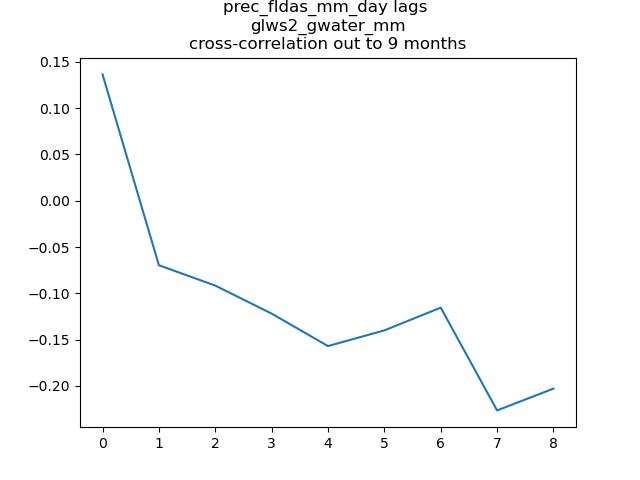 prec_fldas_mm_day lags
glws2_gwater_mm
cross-correlation out to 9 months
0.15
0.10
0.05
0.00
−0.05
−0.10
−0.15
−0.20
0 1 2 3 4 5 6 7 8